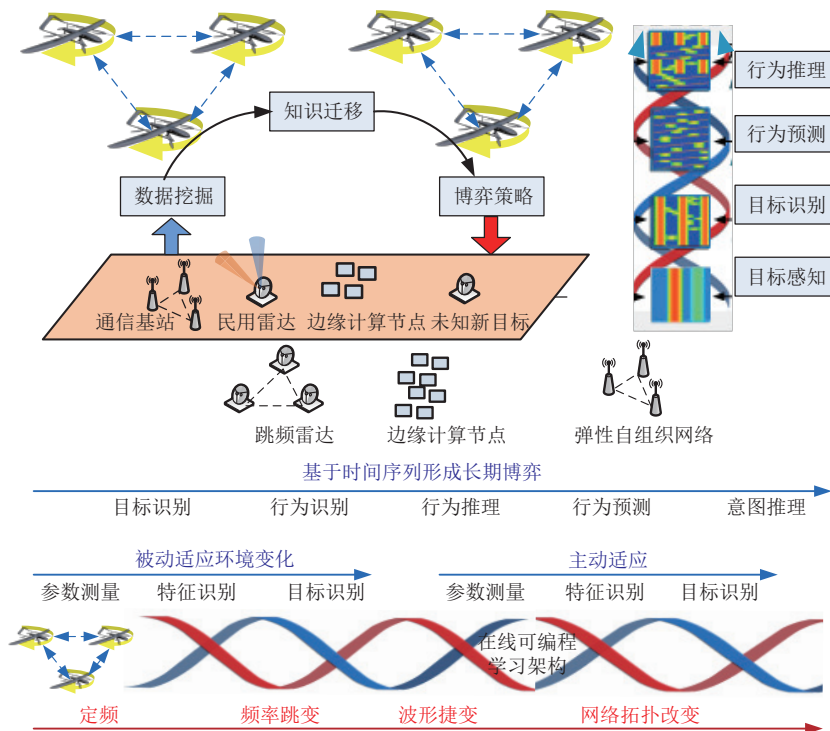 知识迁移
数据挖掘
博弈策略
行为推理
行为预测
目标识别
目标感知
通信基站 民用雷达 边缘计算节点 未知新目标
跳频雷达 边缘计算节点 弹性自组织网络
基于时间序列形成长期博弈
目标识别 行为识别 行为推理 行为预测 意图推理
被动适应环境变化 主动适应
参数测量 特征识别 目标识别 参数测量 特征识别 目标识别
在线可编程
学习架构
定频 频率跳变 波形捷变 网络拓扑改变